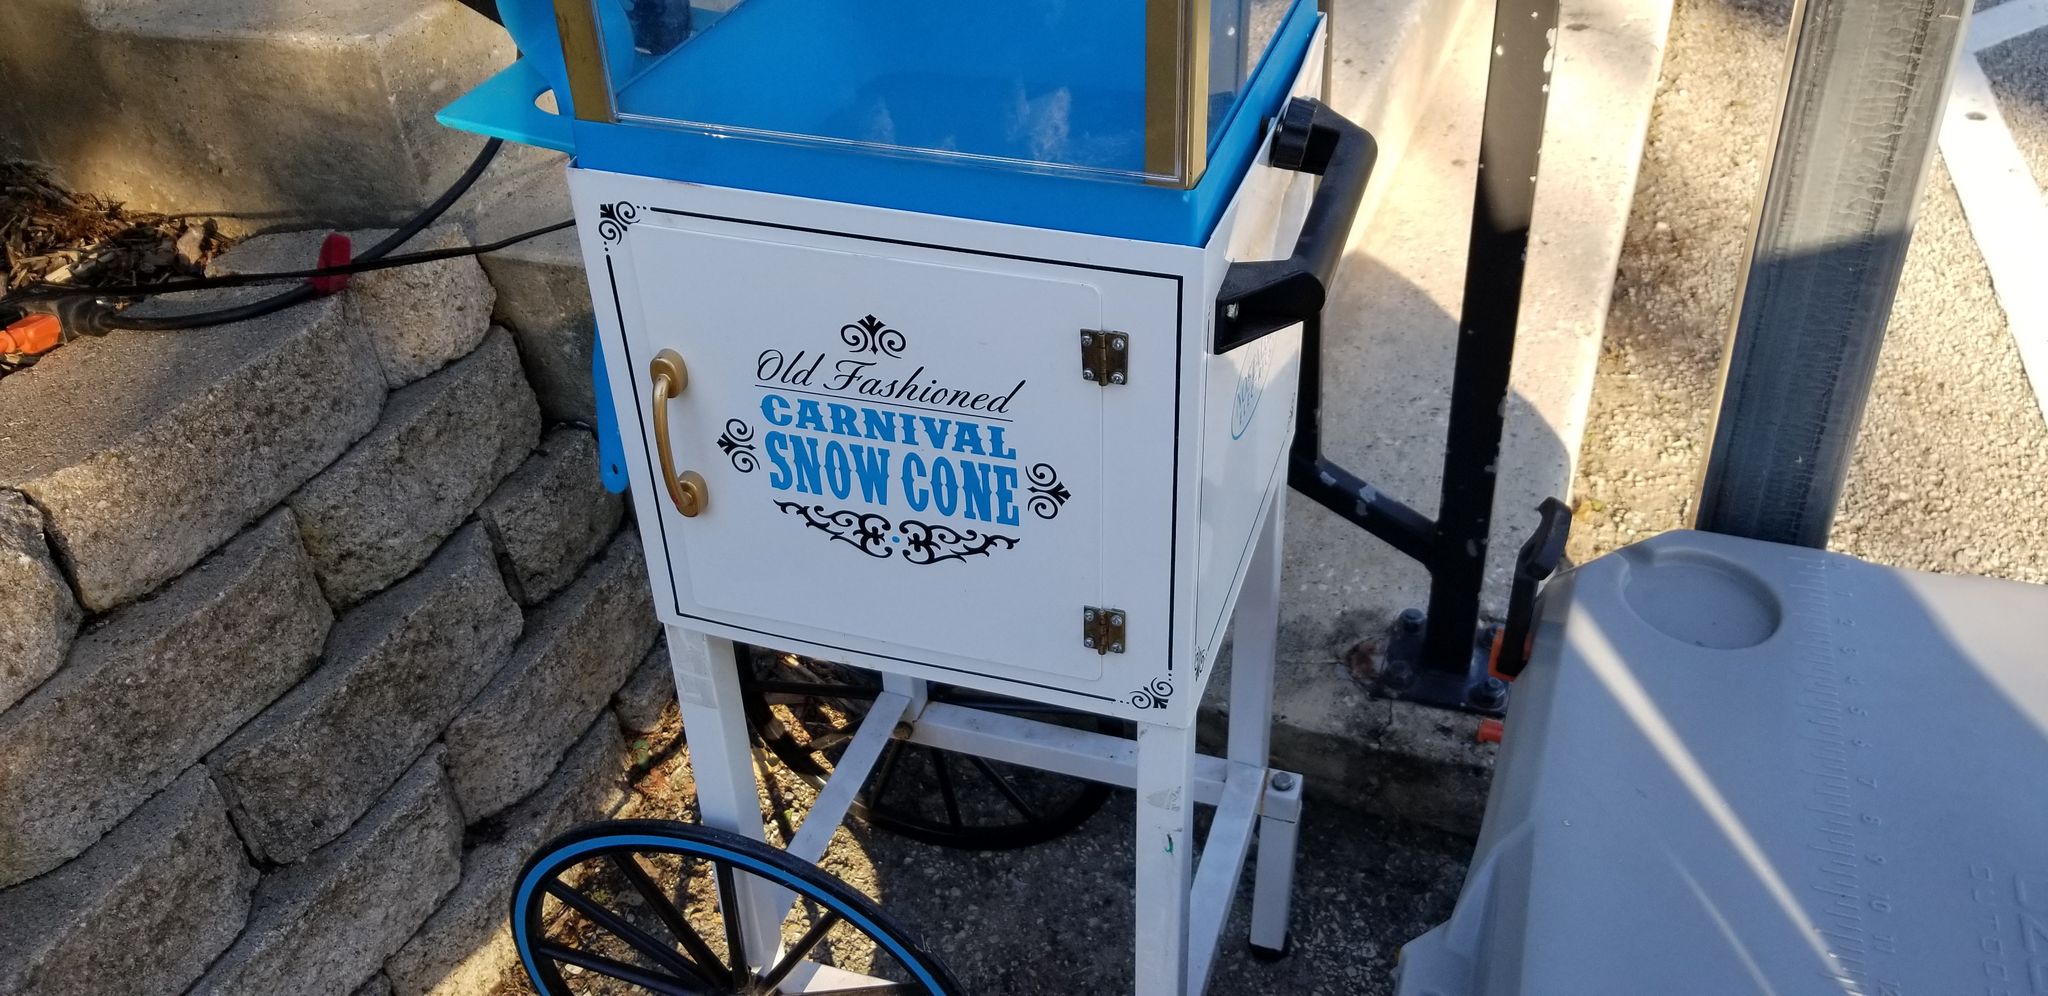 Old Fashioned
CARNIVAL
SNOW CONE